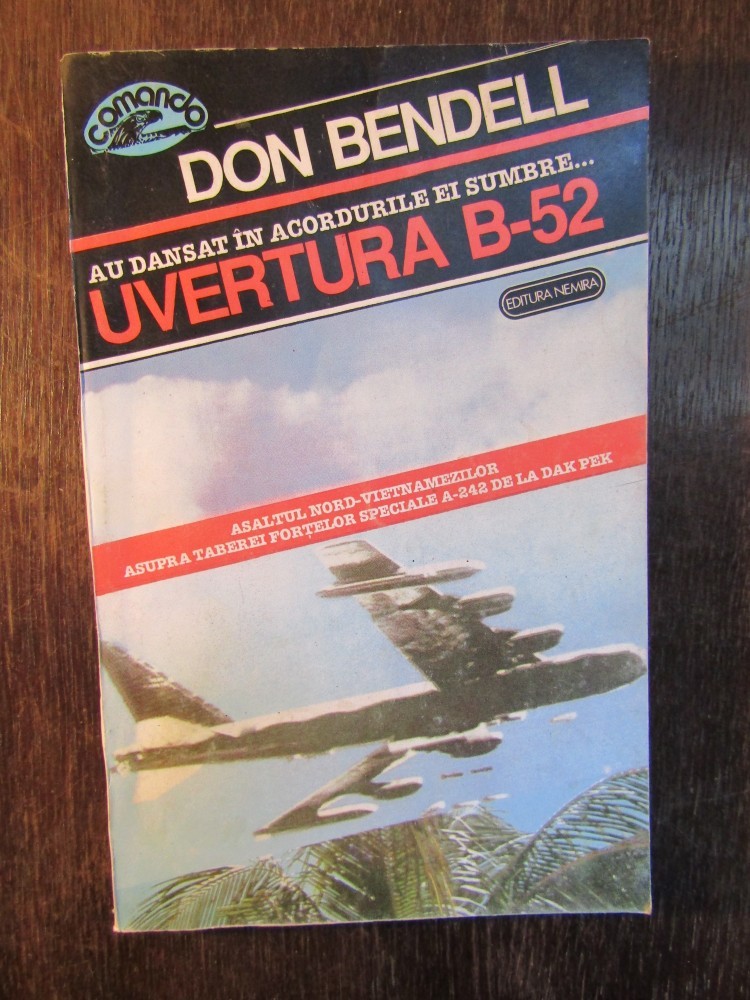 comando
DON BENDELL
AU DANSAT ÎN ACORDURILE EI SUMBRE...
UVERTURA B-52
EDITURA NEMIRA
ASALTUL NORD-VIETNAMEZILOR
ASUPRA TABEREI FORȚELOR SPECIALE A-242 DE LA DAK PEK